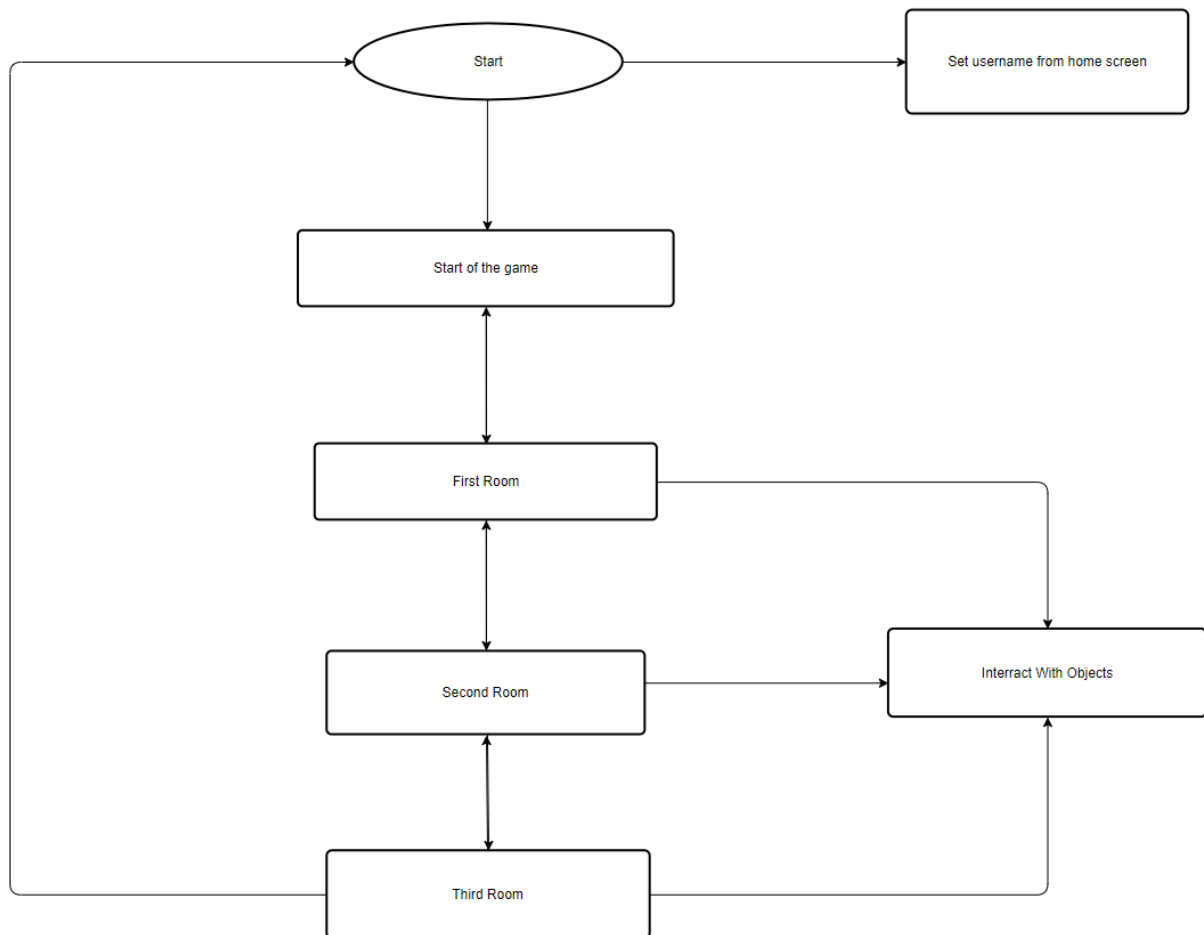 Start
Set username from home screen
Start of the game
First Room
Second Room
Interract With Objects
Third Room